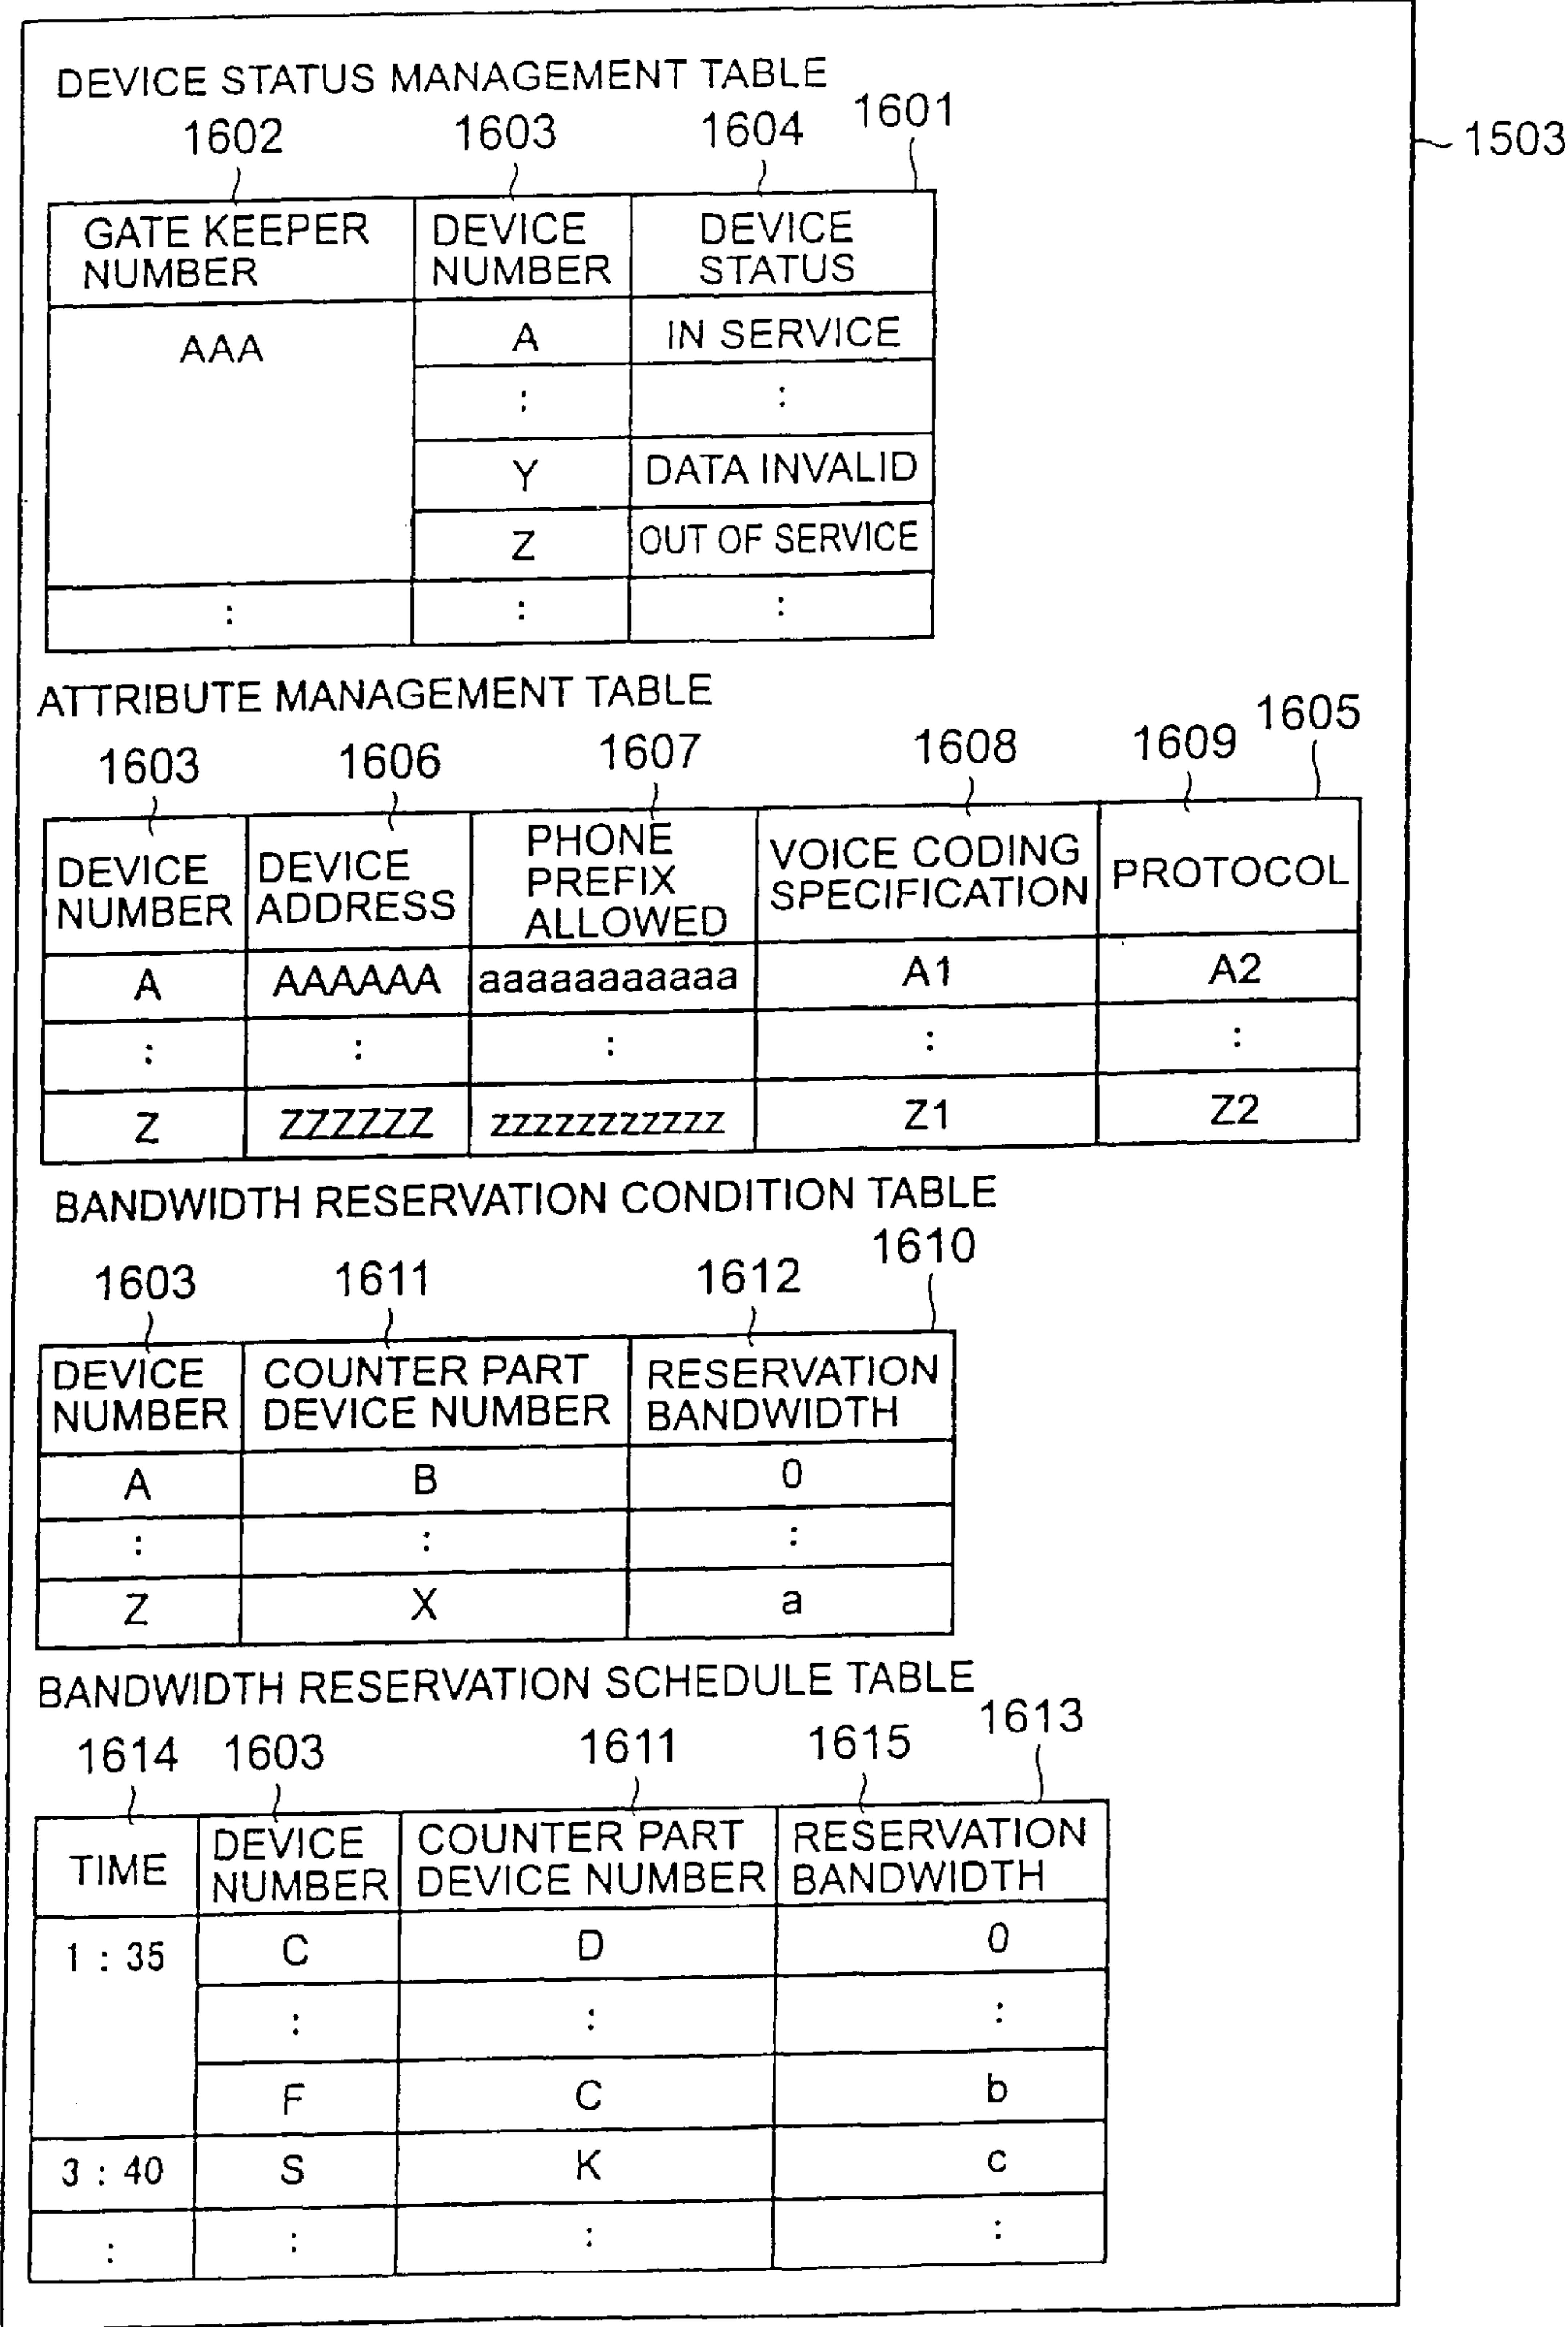 DEVICE STATUS MANAGEMENT TABLE
1602 1603 1604 1601
1503
GATE KEEPER NUMBER DEVICE NUMBER DEVICE STATUS
AAA A IN SERVICE
: :
Y DATA INVALID
Z OUT OF SERVICE
: : :
ATTRIBUTE MANAGEMENT TABLE
1603 1606 1607 1608 1609 1605
DEVICE NUMBER DEVICE ADDRESS PHONE PREFIX ALLOWED VOICE CODING SPECIFICATION PROTOCOL
A AAAAAA aaaaaaaaaaa A1 A2
: : : : :
Z ZZZZZZ zzzzzzzzzzz Z1 Z2
BANDWIDTH RESERVATION CONDITION TABLE
1603 1611 1612 1610
DEVICE NUMBER COUNTER PART DEVICE NUMBER RESERVATION BANDWIDTH
A B 0
: : :
Z X a
BANDWIDTH RESERVATION SCHEDULE TABLE
1614 1603 1611 1615 1613
TIME DEVICE NUMBER COUNTER PART DEVICE NUMBER RESERVATION BANDWIDTH
1 : 35 C D 0
: : :
F C b
3 : 40 S K c
: : : :